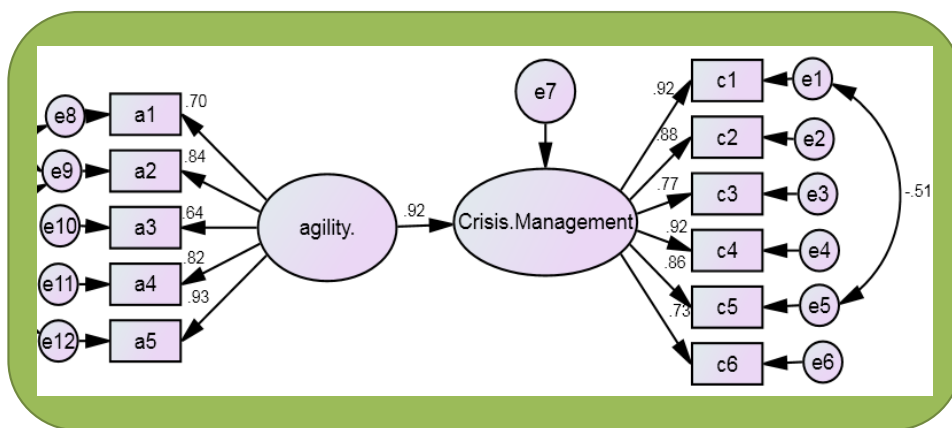 e8
a1
.70
e9
a2
.84
e10
a3
.64
e11
a4
.82
e12
a5
.93
agility.
.92
e7
Crisis.Management
.92
c1
e1
.88
c2
e2
.77
c3
e3
.92
c4
e4
.86
c5
e5
.73
c6
e6
-.51